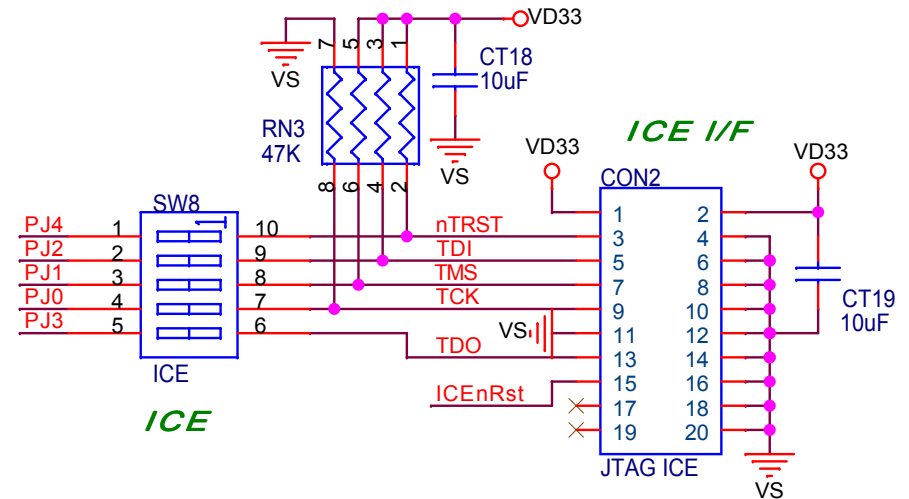 VD33
7 5 3 1
VS
CT18
10uF
RN3
47K
VS
8 6 4 2
ICE I/F
VD33
VD33
CON2
SW8
1
PJ4 1 10 nTRST
PJ2 2 9 TDI
PJ1 3 8 TMS
PJ0 4 7 TCK
PJ3 5 6 TDO
ICE
ICE
VS
ICEnRst
1 2
3 4
5 6
7 8
9 10
11 12
13 14
15 16
17 18
19 20
JTAG ICE
CT19
10uF
VS